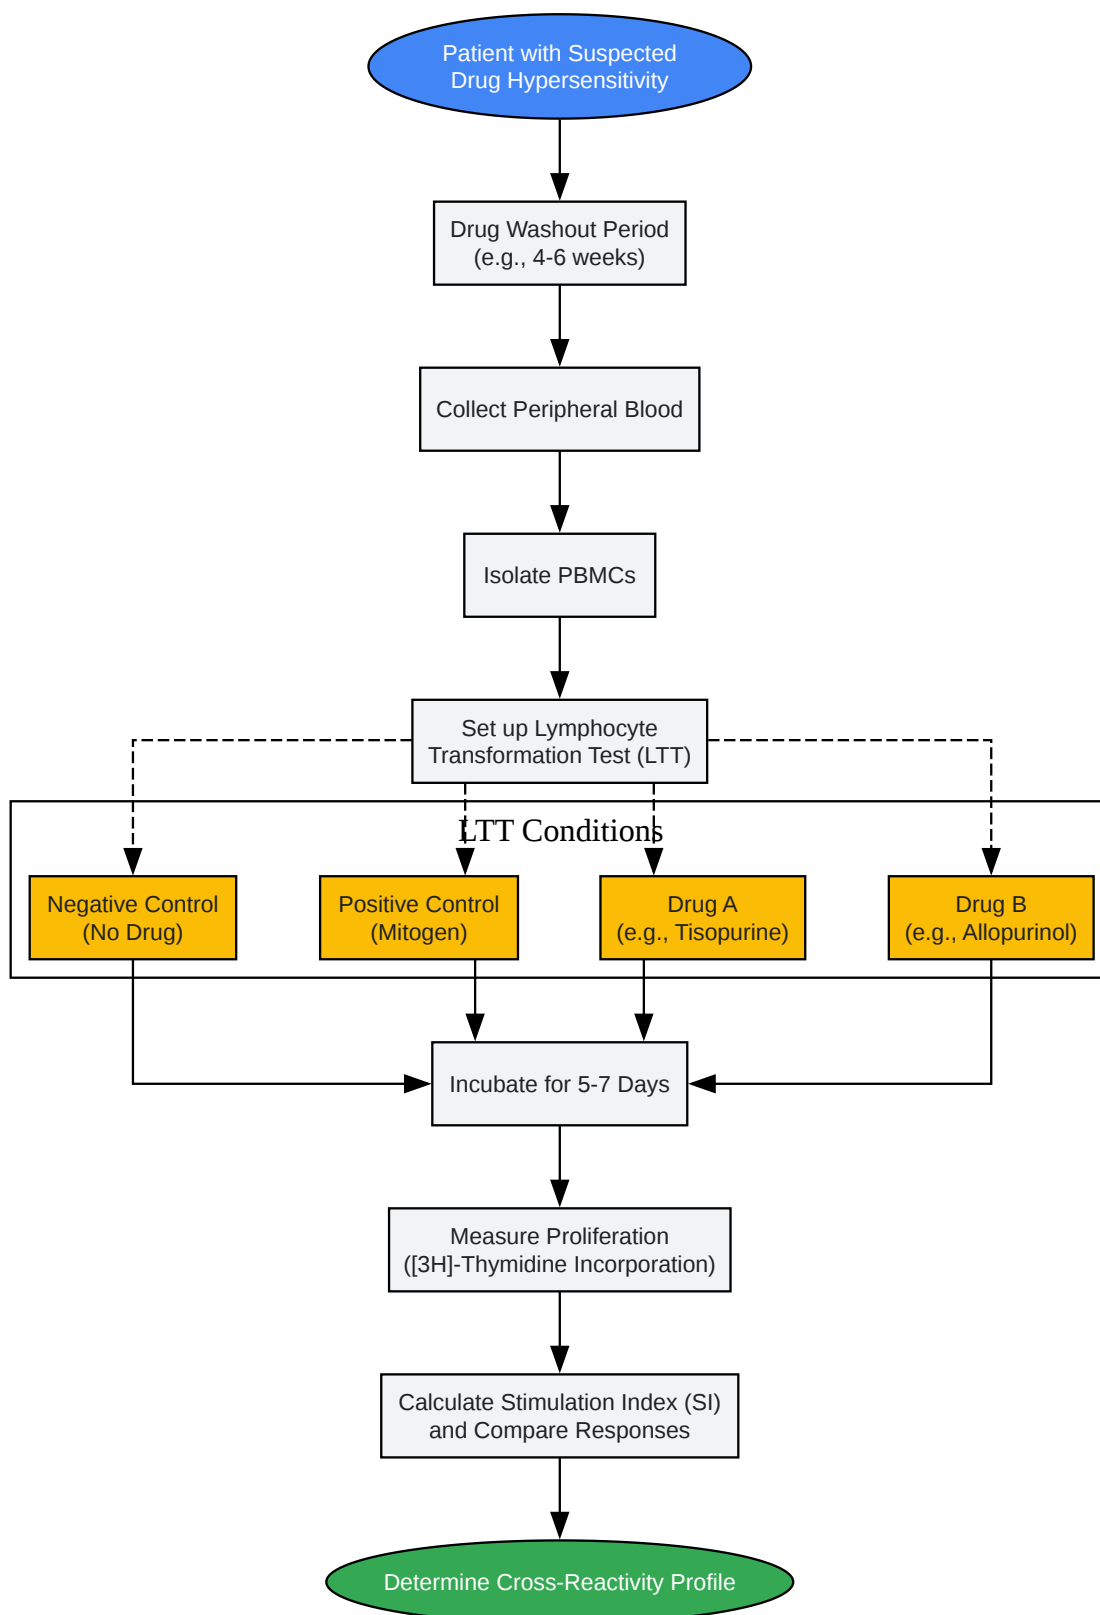 Patient with Suspected
Drug Hypersensitivity
Drug Washout Period
(e.g., 4-6 weeks)
Collect Peripheral Blood
Isolate PBMCs
Set up Lymphocyte
Transformation Test (LTT)
LTT Conditions
Negative Control
(No Drug)
Positive Control
(Mitogen)
Drug A
(e.g., Tisopurine)
Drug B
(e.g., Allopurinol)
Incubate for 5-7 Days
Measure Proliferation
([3H]-Thymidine Incorporation)
Calculate Stimulation Index (SI)
and Compare Responses
Determine Cross-Reactivity Profile